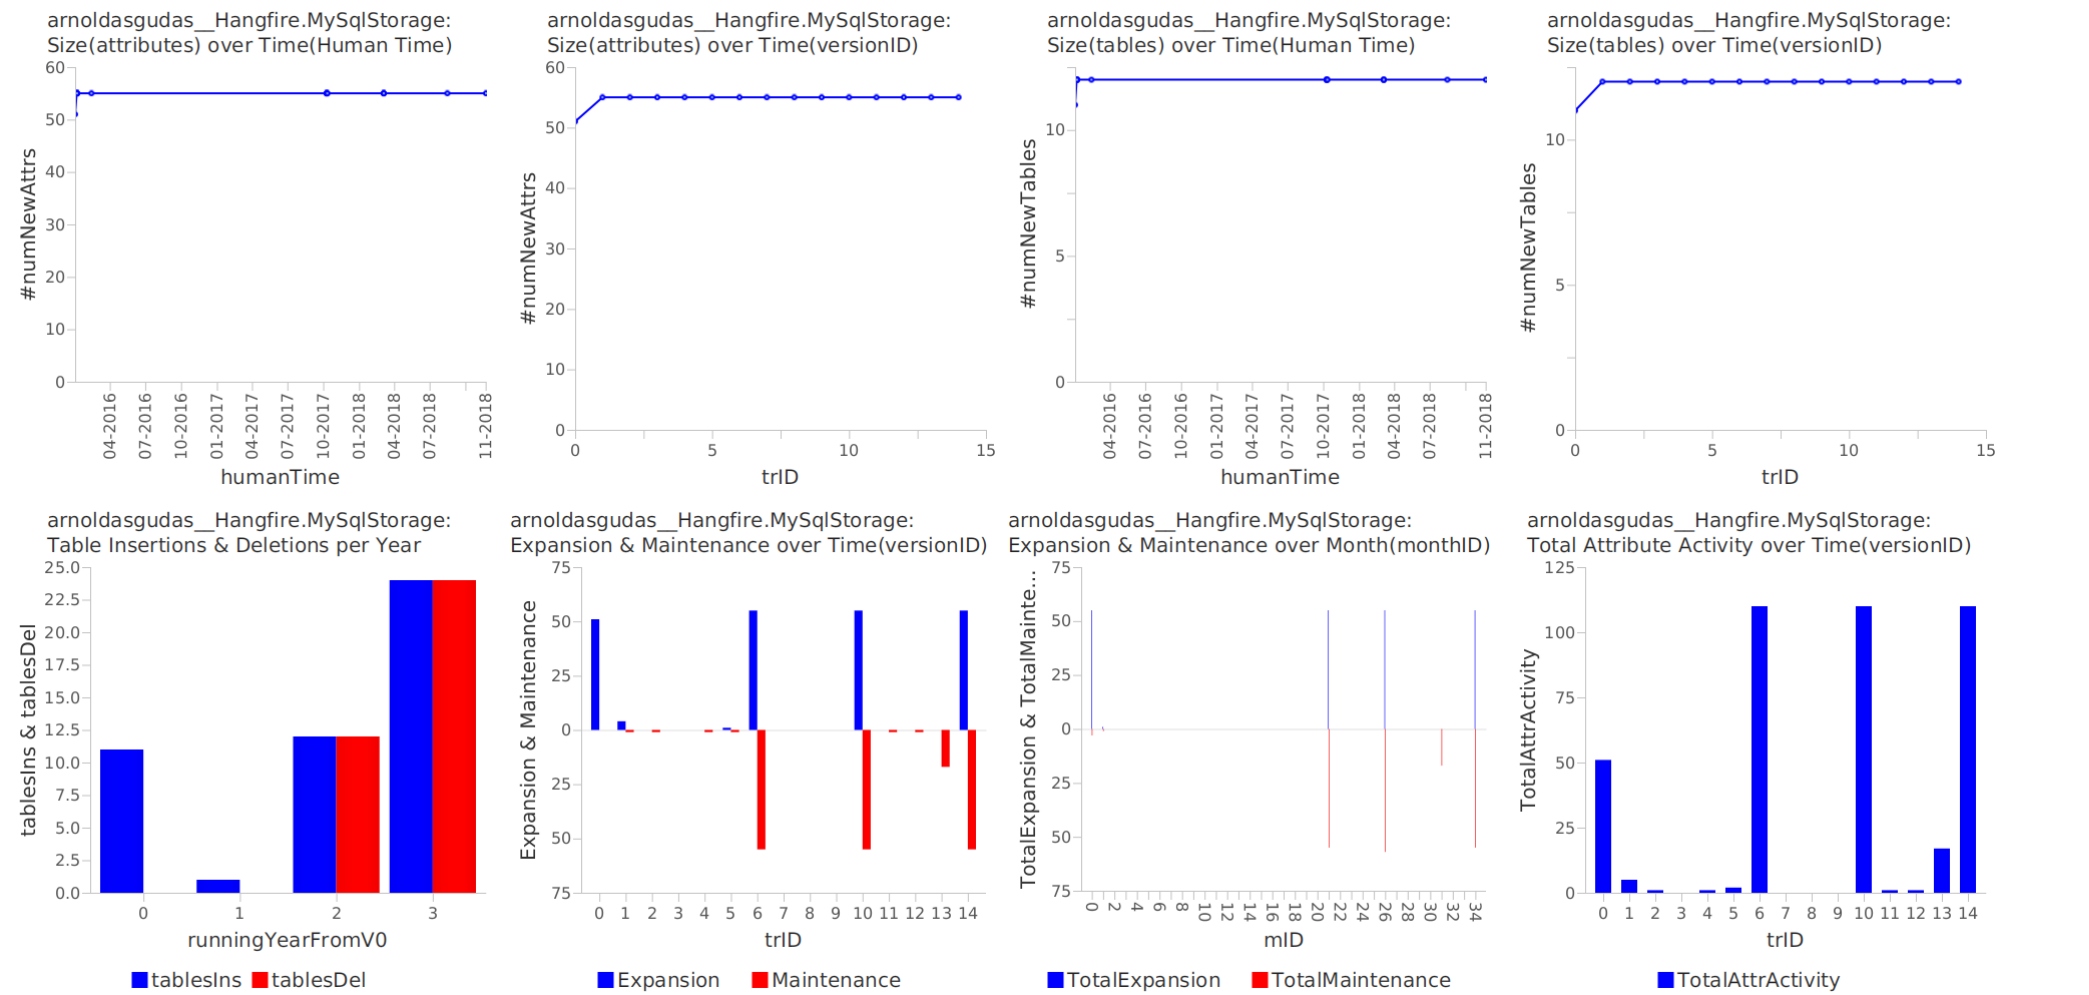 arnoldasgudas__Hangfire.MySqlStorage:
Size(attributes) over Time(Human Time)
60
50
40
30
20
10
0
#numNewAttrs
04-2016
07-2016
10-2016
01-2017
04-2017
07-2017
10-2017
01-2018
04-2018
07-2018
11-2018
humanTime
arnoldasgudas__Hangfire.MySqlStorage:
Size(attributes) over Time(versionID)
60
50
40
30
20
10
0
#numNewAttrs
0 5 10 15
trID
arnoldasgudas__Hangfire.MySqlStorage:
Size(tables) over Time(Human Time)
10
5
0
#numNewTables
04-2016
07-2016
10-2016
01-2017
04-2017
07-2017
10-2017
01-2018
04-2018
07-2018
11-2018
humanTime
arnoldasgudas__Hangfire.MySqlStorage:
Size(tables) over Time(versionID)
10
5
0
#numNewTables
0 5 10 15
trID
arnoldasgudas__Hangfire.MySqlStorage:
Table Insertions & Deletions per Year
25.0
22.5
20.0
17.5
15.0
12.5
10.0
7.5
5.0
2.5
0.0
tablesIns & tablesDel
0 1 2 3
runningYearFromV0
tablesIns tablesDel
arnoldasgudas__Hangfire.MySqlStorage:
Expansion & Maintenance over Time(versionID)
75
50
25
0
25
50
75
Expansion & Maintenance
0 1 2 3 4 5 6 7 8 9 10 11 12 13 14
trID
Expansion Maintenance
arnoldasgudas__Hangfire.MySqlStorage:
Expansion & Maintenance over Month(monthID)
75
50
25
0
25
50
75
TotalExpansion & TotalMainte...
0 2 4 6 8 10 12 14 16 18 20 21 22 24 26 28 30 32 34
mID
TotalExpansion TotalMaintenance
arnoldasgudas__Hangfire.MySqlStorage:
Total Attribute Activity over Time(versionID)
125
100
75
50
25
0
TotalAttrActivity
0 1 2 3 4 5 6 7 8 9 10 11 12 13 14
trID
TotalAttrActivity